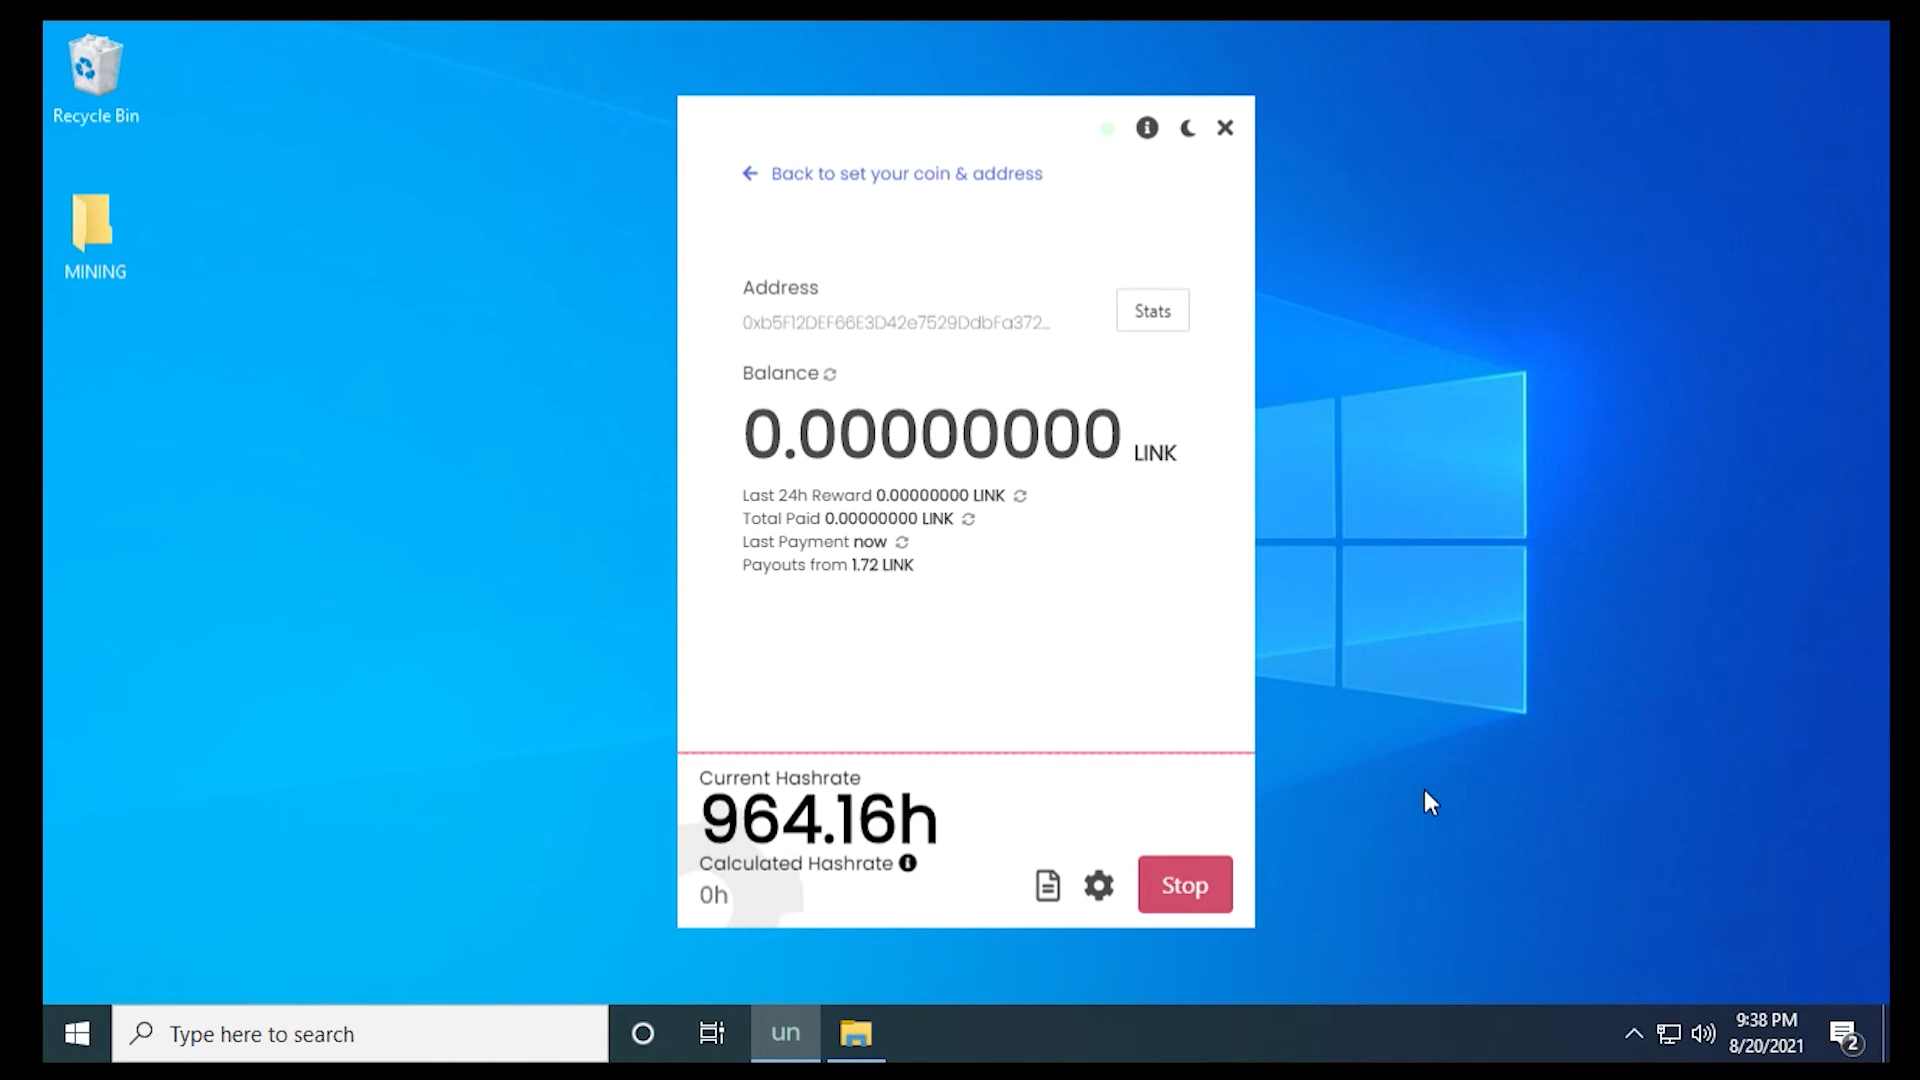 Recycle Bin
MINING
Back to set your coin & address
Address
0xb5F12DEF66E3D42e7529DdbFa372...
Stats
Balance
0.00000000 LINK
Last 24h Reward 0.00000000 LINK
Total Paid 0.00000000 LINK
Last Payment now
Payouts from 1.72 LINK
Current Hashrate
964.16h
Calculated Hashrate
0h
Stop
Type here to search
un
9:38 PM
8/20/2021
2